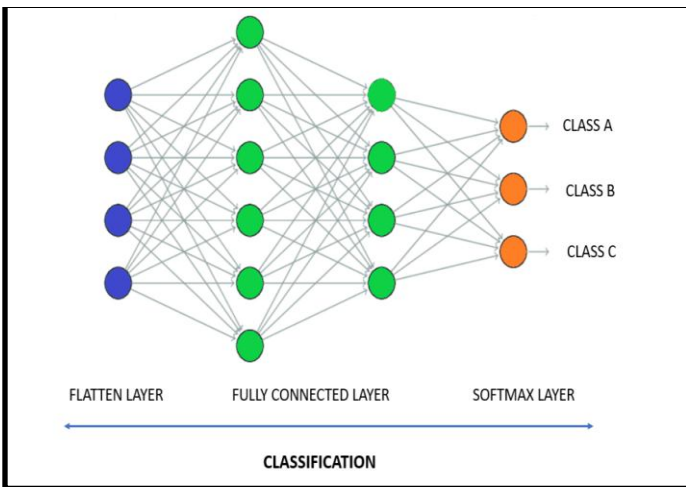 CLASS A
CLASS B
CLASS C
FLATTEN LAYER
FULLY CONNECTED LAYER
SOFTMAX LAYER
CLASSIFICATION